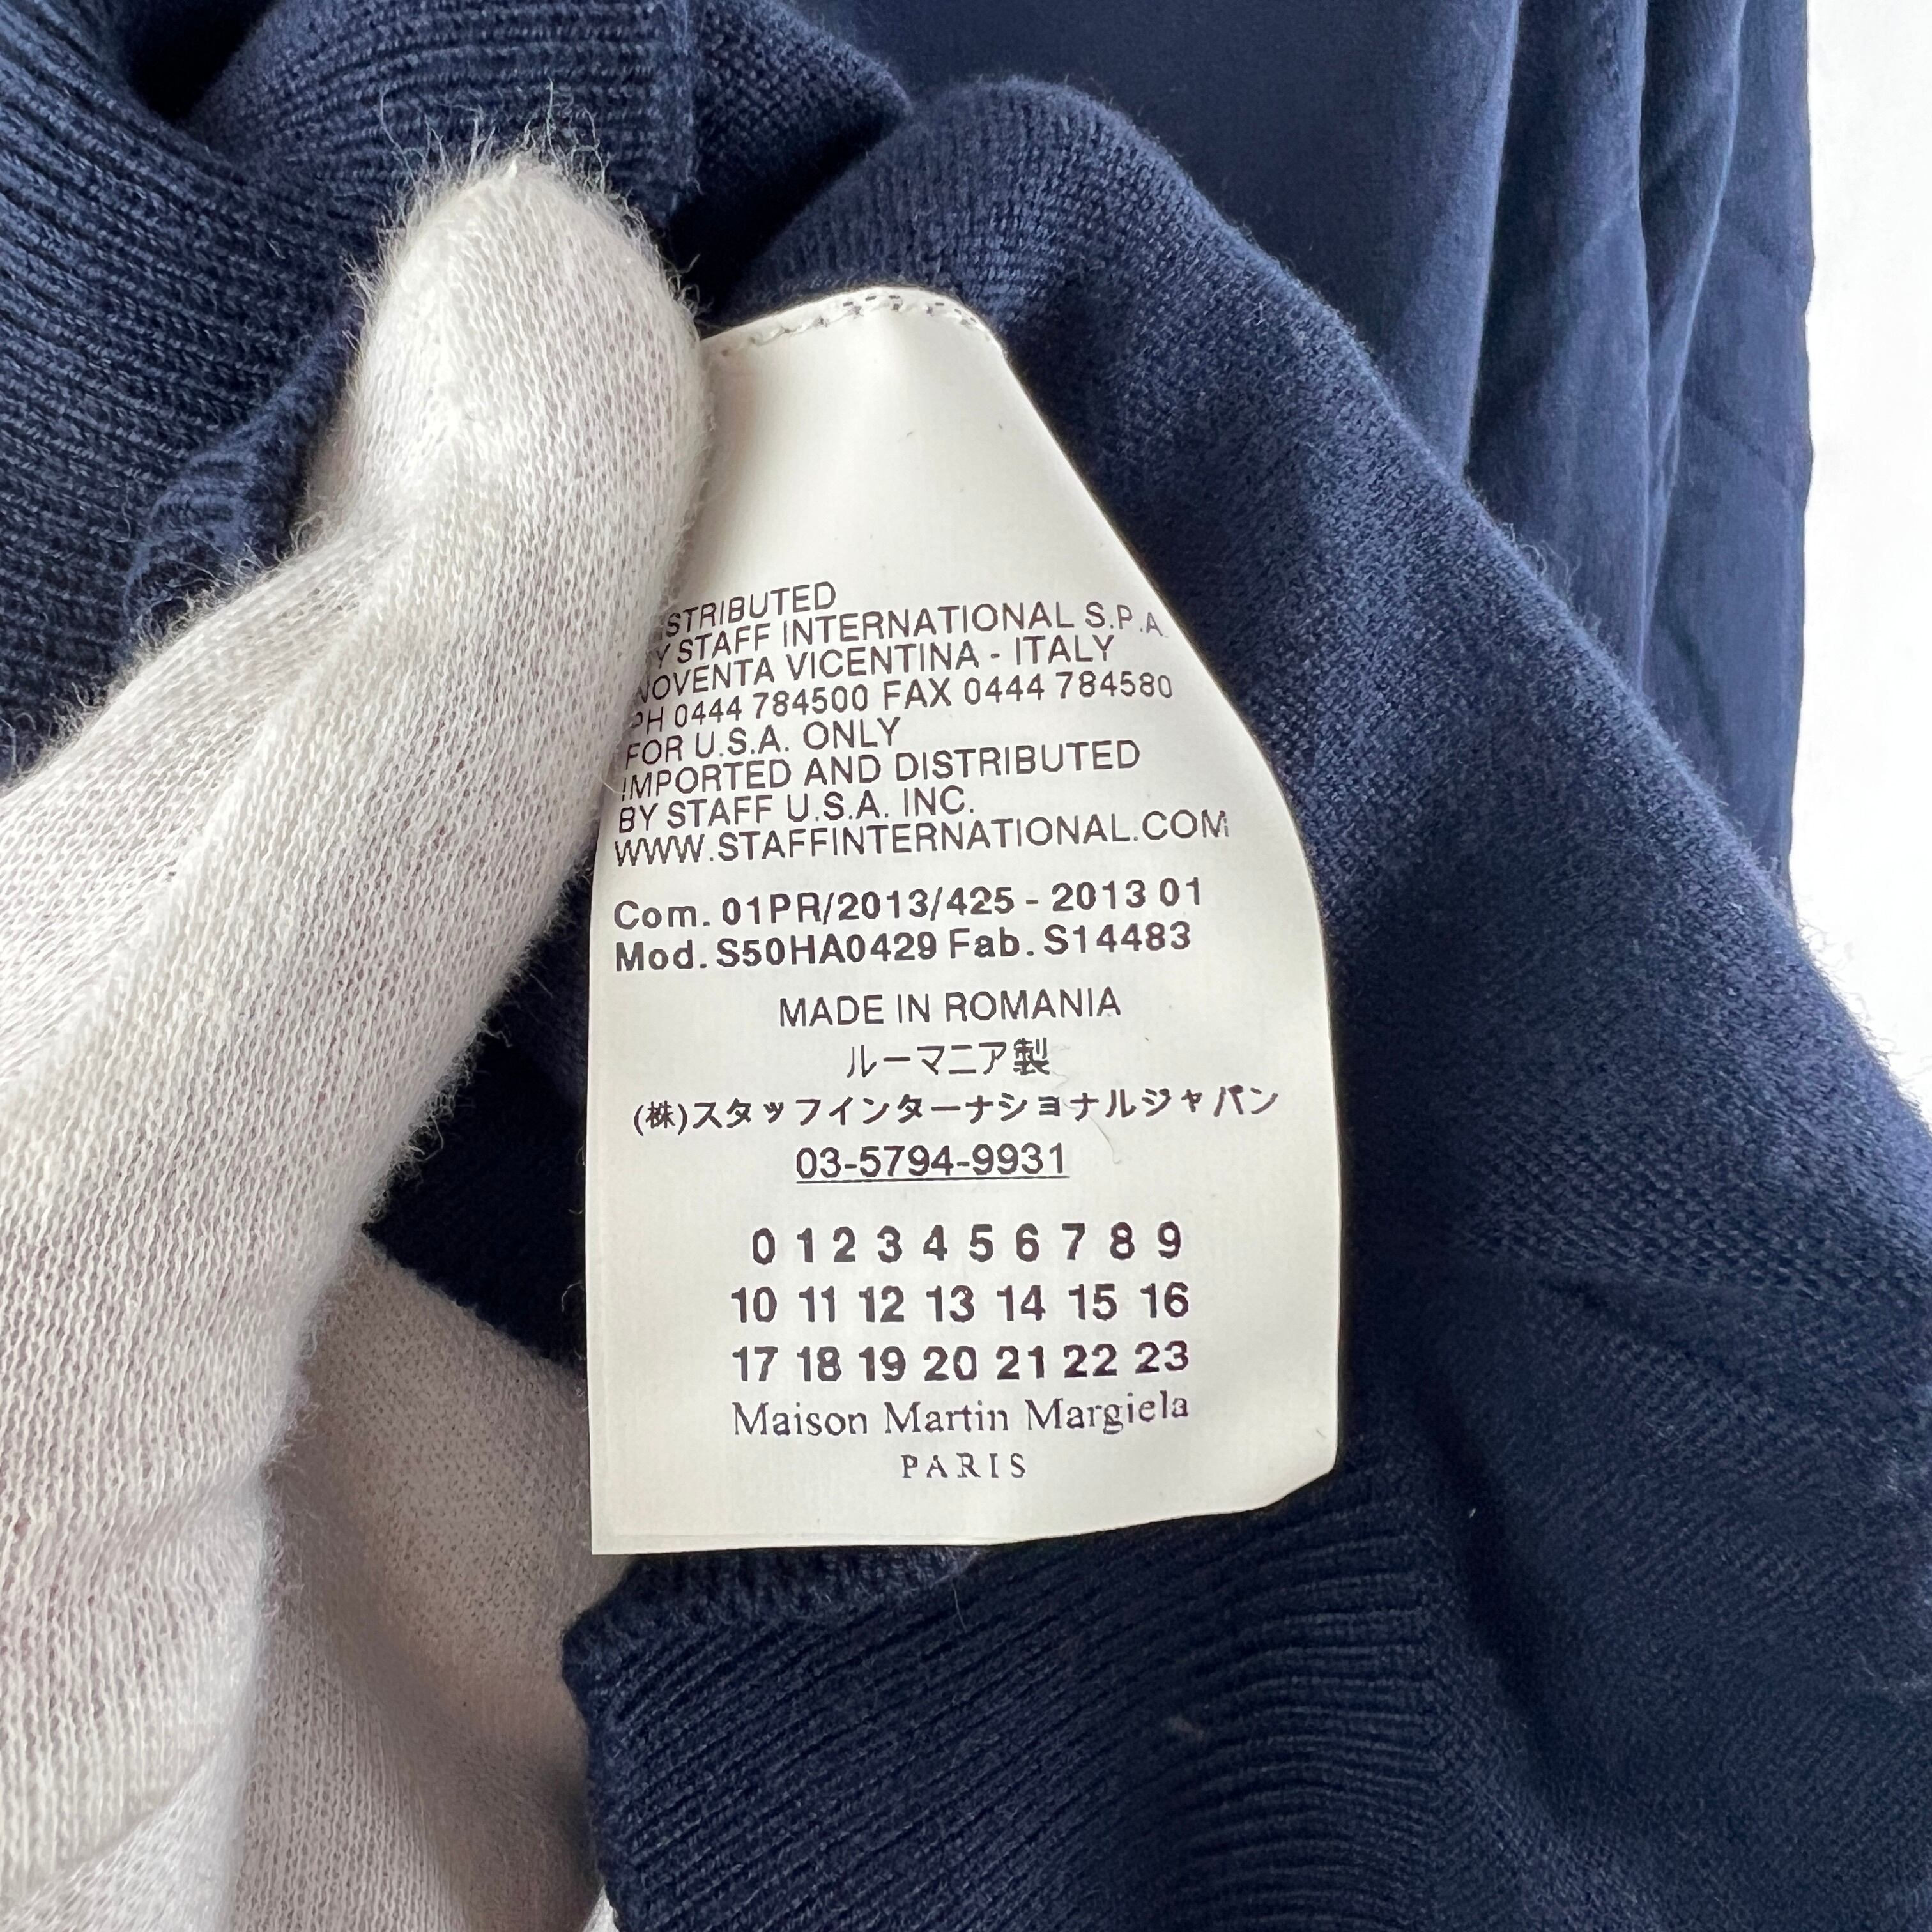 STRIBUTED
Y STAFF INTERNATIONAL S.P.A
NOVENTA VICENTINA - ITALY
PH 0444 784500 FAX 0444 784580
FOR U.S.A. ONLY
IMPORTED AND DISTRIBUTED
BY STAFF U.S.A. INC.
WWW.STAFFINTERNATIONAL.COM
Com. 01PR/2013/425 - 2013 01
Mod. S50HA0429 Fab. S14483
MADE IN ROMANIA
ルーマニア製
(株)スタッフインターナショナルジャパン
03-5794-9931
0 1 2 3 4 5 6 7 8 9
10 11 12 13 14 15 16
17 18 19 20 21 22 23
Maison Martin Margiela
PARIS